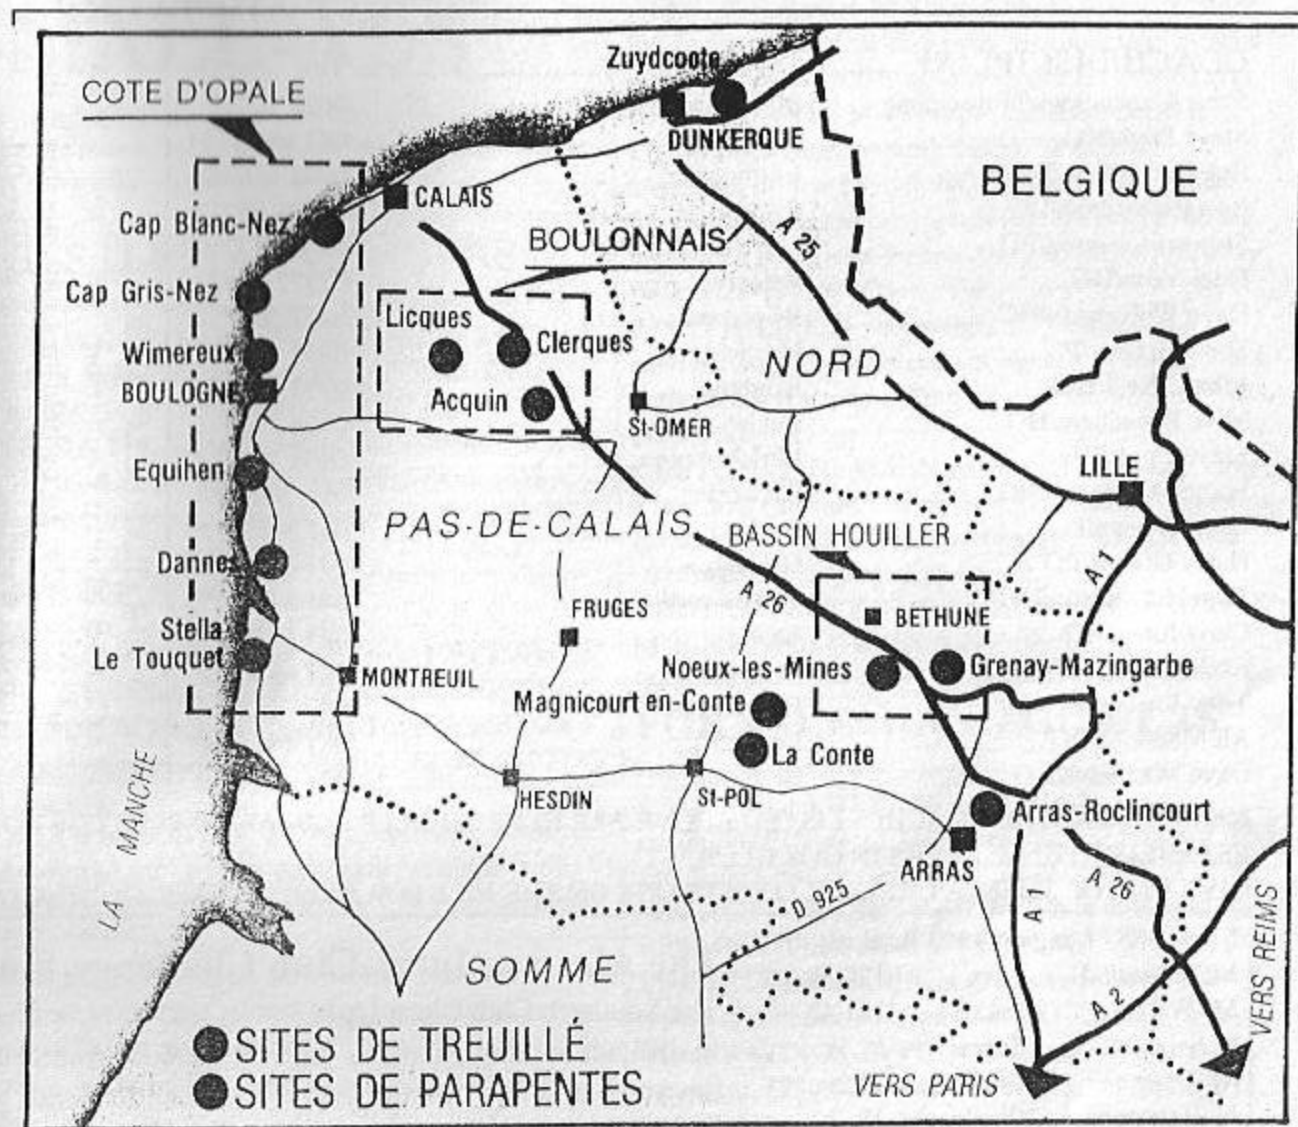 Zuydcoote
COTE D'OPALE
DUNKERQUE
BELGIQUE
CALAIS
Cap Blanc-Nez
BOULONNAIS
A 25
Cap Gris-Nez
Licques
Clerques
Wimereux
NORD
BOULOGNE
Acquin
St-OMER
Equihen
LILLE
PAS-DE-CALAIS
BASSIN HOUILLER
A 1
Dannes
A 26
FRUGES
BETHUNE
Stella
Le Touquet
MONTREUIL
Noeux-les-Mines
Grenay-Mazingarbe
Magnicourt en-Conte
La Conte
HESDIN
St-POL
LA MANCHE
Arras-Roclincourt
ARRAS
A 26
D 925
A 1
SOMME
A 2
VERS REIMS
SITES DE TREUILLÉ
VERS PARIS
SITES DE PARAPENTES